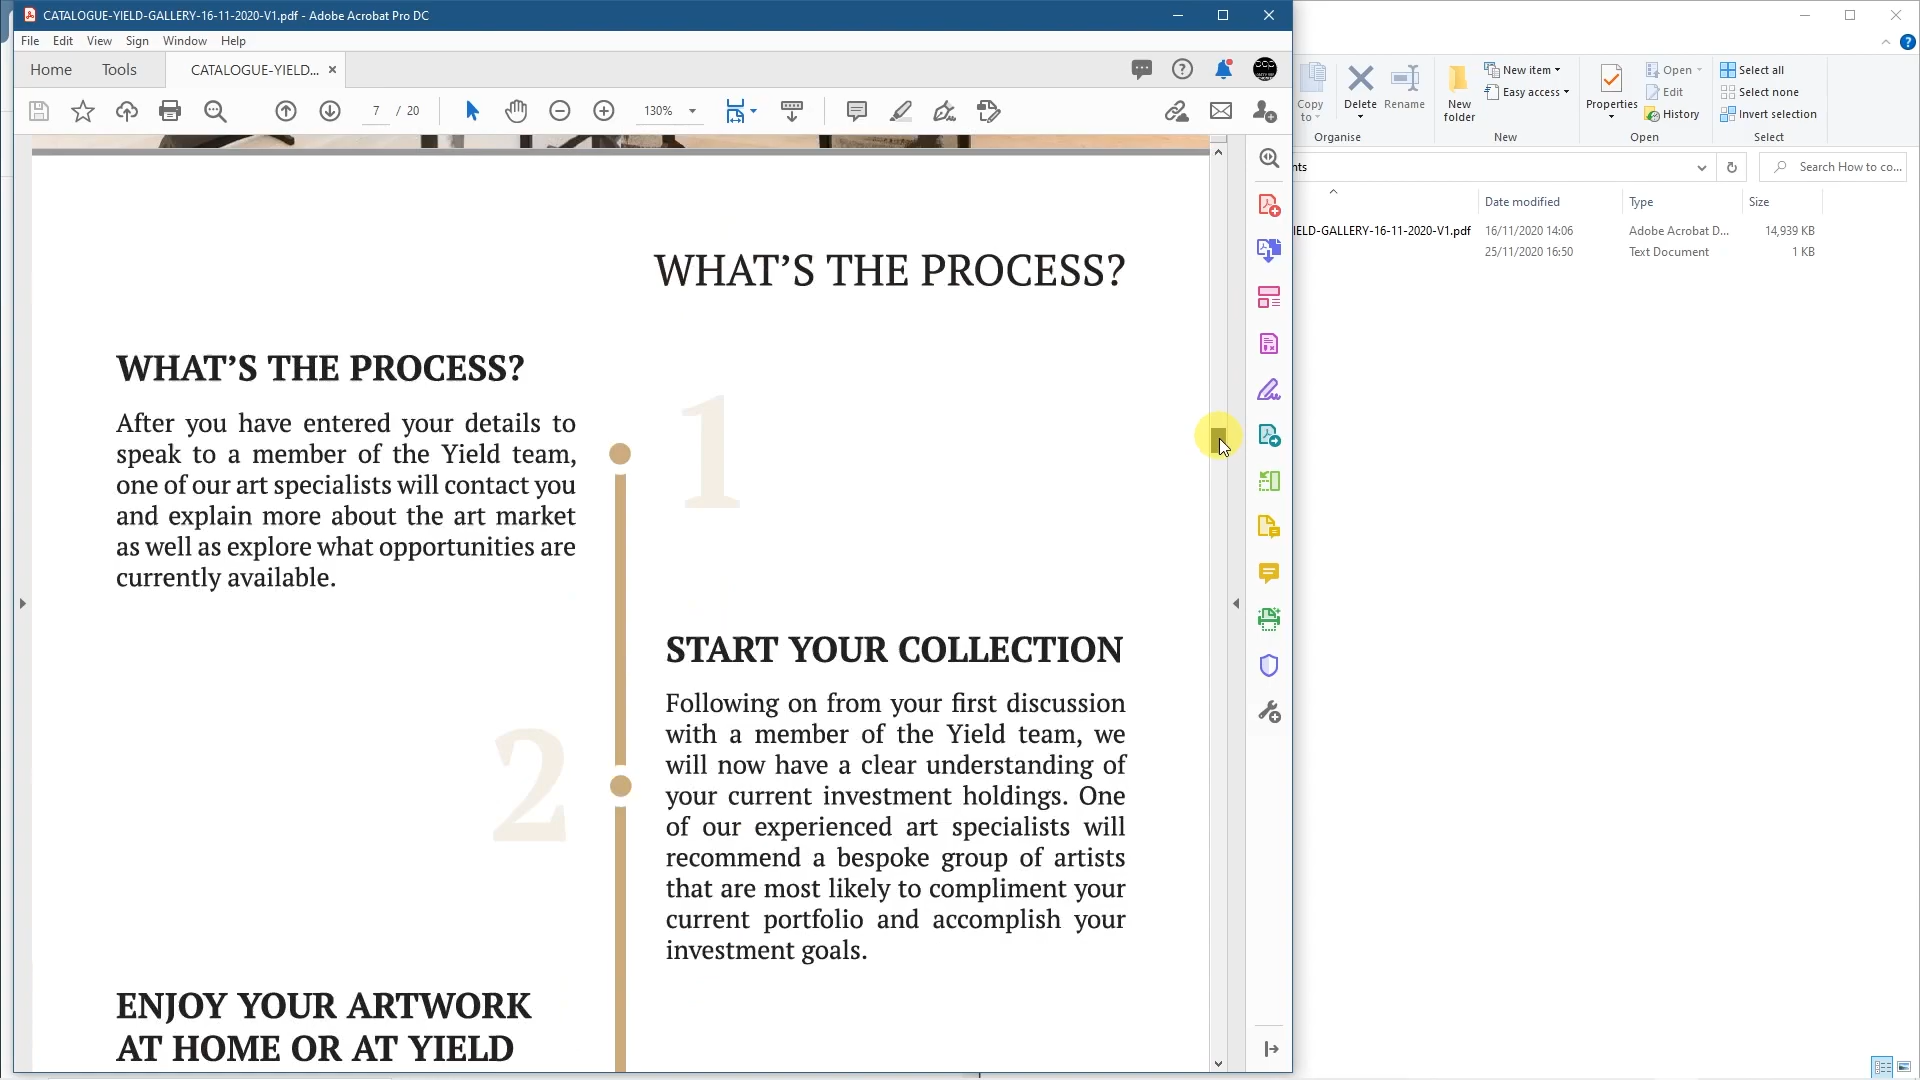 CATALOGUE-YIELD-GALLERY-16-11-2020-V1.pdf - Adobe Acrobat Pro DC
File Edit View Sign Window Help
Home Tools CATALOGUE-YIELD... ×
7 / 20 130%
WHAT’S THE PROCESS?
WHAT’S THE PROCESS?
After you have entered your details to
speak to a member of the Yield team,
one of our art specialists will contact you
and explain more about the art market
as well as explore what opportunities are
currently available.
1
START YOUR COLLECTION
Following on from your first discussion
with a member of the Yield team, we
will now have a clear understanding of
your current investment holdings. One
of our experienced art specialists will
recommend a bespoke group of artists
that are most likely to compliment your
current portfolio and accomplish your
investment goals.
2
ENJOY YOUR ARTWORK
AT HOME OR AT YIELD
Copy to
Delete
Rename
Organise
New folder
New item
Easy access
New
Properties
Open
Edit
History
Open
Select all
Select none
Invert selection
Select
nts
Search How to co...
Date modified Type Size
IELD-GALLERY-16-11-2020-V1.pdf 16/11/2020 14:06 Adobe Acrobat D... 14,939 KB
25/11/2020 16:50 Text Document 1 KB